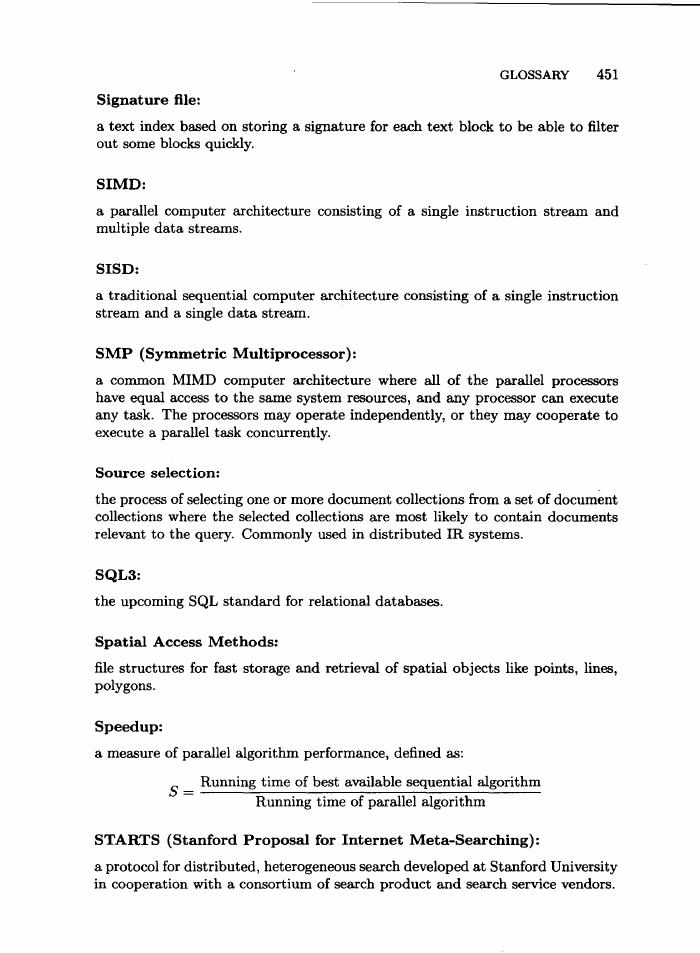 GLOSSARY 451
Signature file:
a text index based on storing a signature for each text block to be able to filter
out some blocks quickly.
SIMD:
a parallel computer architecture consisting of a single instruction stream and
multiple data streams.
SISD:
a traditional sequential computer architecture consisting of a single instruction
stream and a single data stream.
SMP (Symmetric Multiprocessor):
a common MIMD computer architecture where all of the parallel processors
have equal access to the same system resources, and any processor can execute
any task. The processors may operate independently, or they may cooperate to
execute a parallel task concurrently.
Source selection:
the process of selecting one or more document collections from a set of document
collections where the selected collections are most likely to contain documents
relevant to the query. Commonly used in distributed IR systems.
SQL3:
the upcoming SQL standard for relational databases.
Spatial Access Methods:
file structures for fast storage and retrieval of spatial objects like points, lines,
polygons.
Speedup:
a measure of parallel algorithm performance, defined as:
S = Running time of best available sequential algorithm
Running time of parallel algorithm
STARTS (Stanford Proposal for Internet Meta-Searching):
a protocol for distributed, heterogeneous search developed at Stanford University
in cooperation with a consortium of search product and search service vendors.